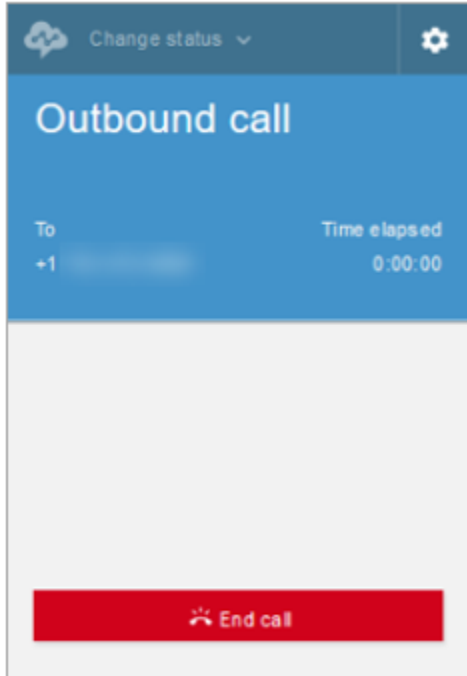 Change status
Outbound call
To Time elapsed
+1 0:00:00
End call